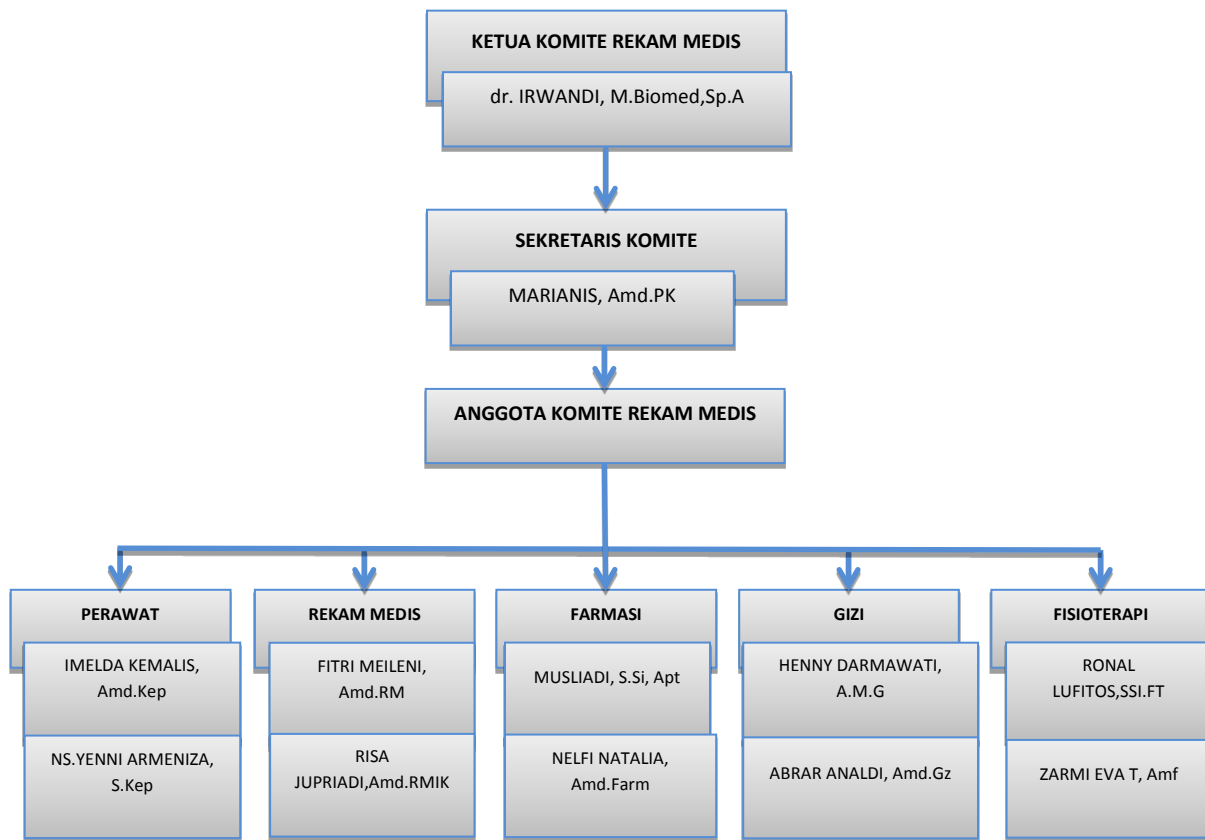 KETUA KOMITE REKAM MEDIS
dr. IRWANDI, M.Biomed,Sp.A
SEKRETARIS KOMITE
MARIANIS, Amd.PK
ANGGOTA KOMITE REKAM MEDIS
PERAWAT
IMELDA KEMALIS,
Amd.Kep
NS.YENNI ARMENIZA,
S.Kep
REKAM MEDIS
FITRI MEILENI,
Amd.RM
RISA
JUPRIADI,Amd.RMIK
FARMASI
MUSLIADI, S.Si, Apt
NELFI NATALIA,
Amd.Farm
GIZI
HENNY DARMAWATI,
A.M.G
ABRAR ANALDI, Amd.Gz
FISIOTERAPI
RONAL
LUFITOS,SSI.FT
ZARMI EVA T, Amf